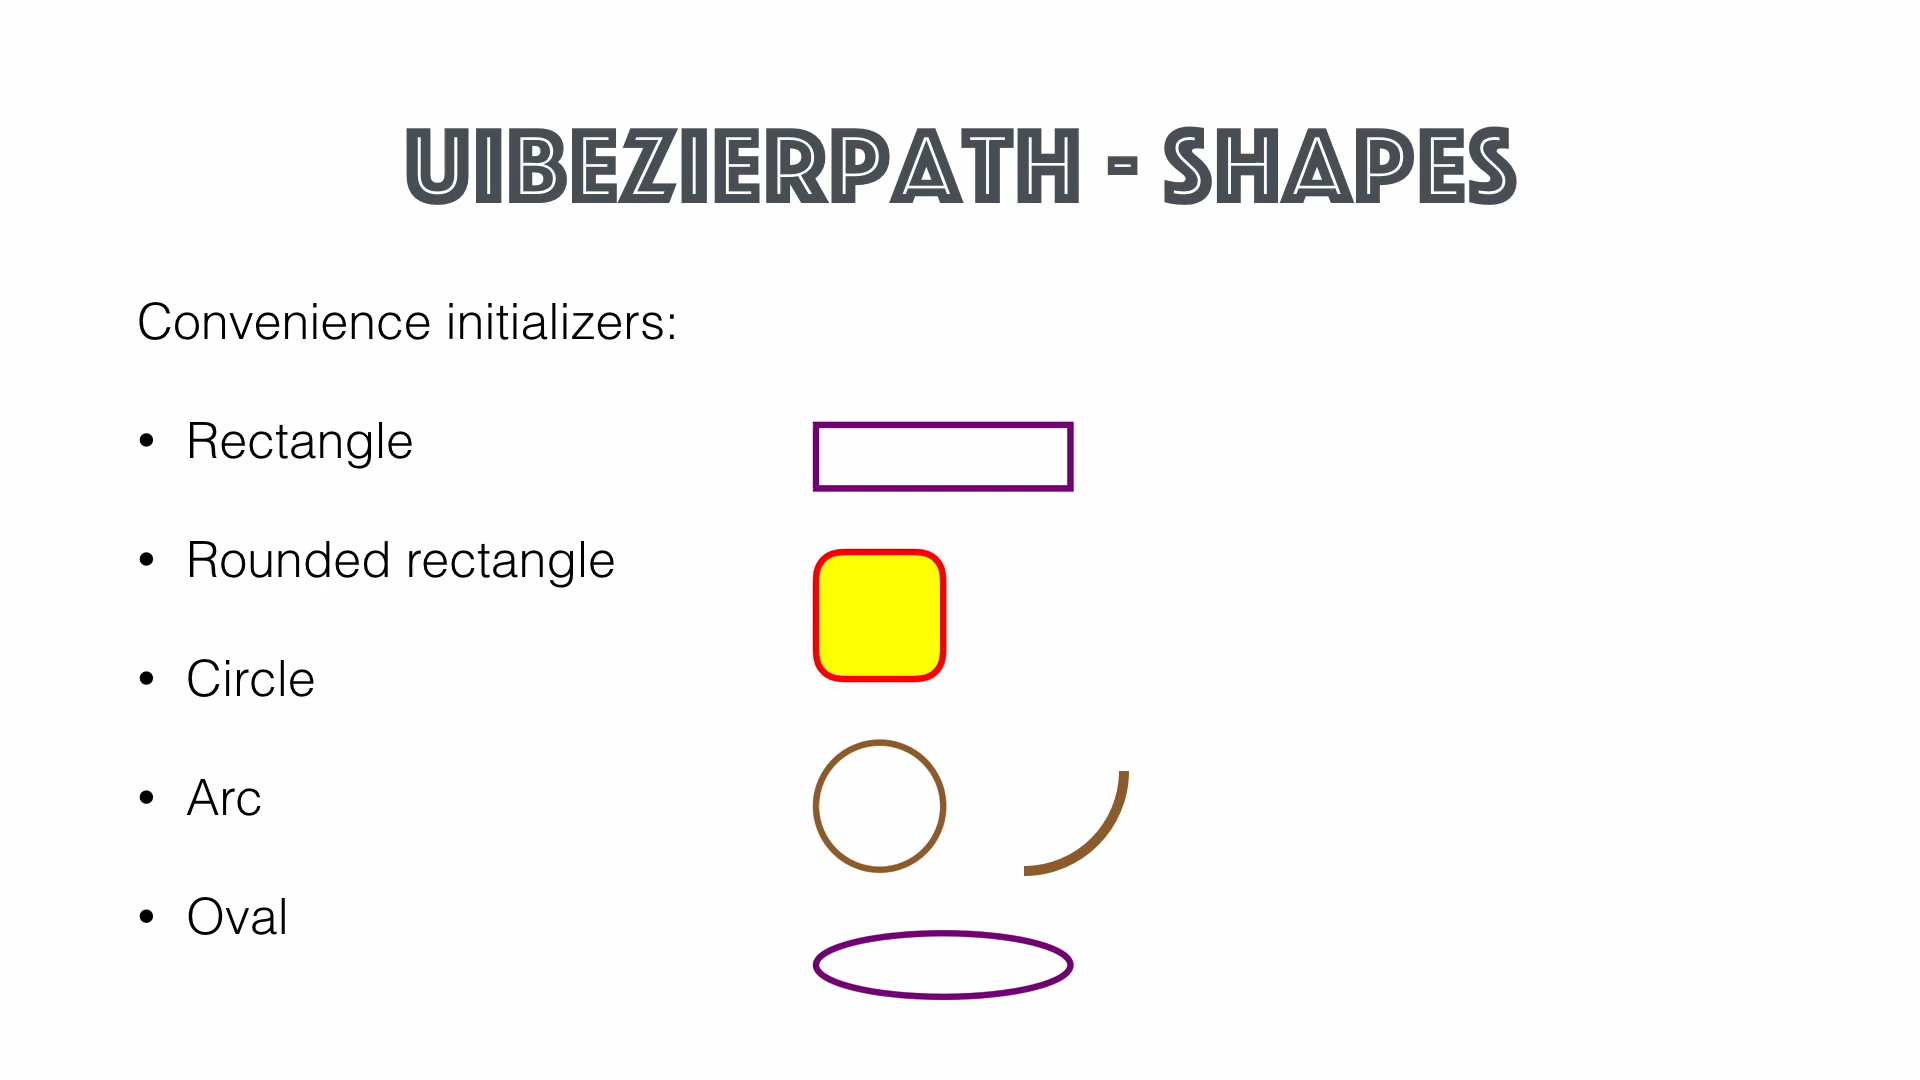 UIBEZIERPATH - SHAPES
Convenience initializers:
• Rectangle
• Rounded rectangle
• Circle
• Arc
• Oval